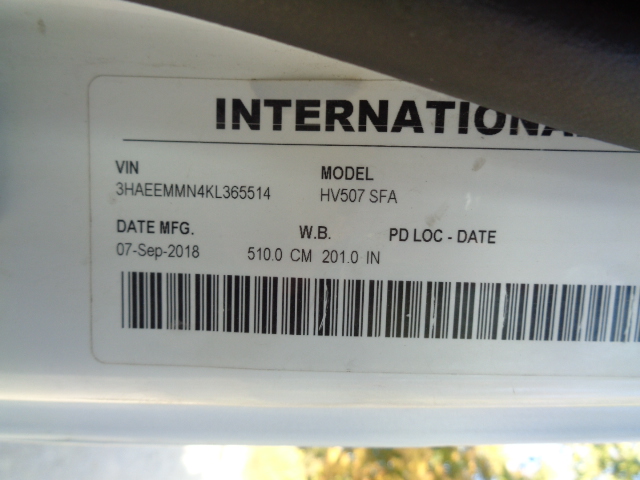 INTERNATIONA
VIN MODEL
3HAEEMMN4KL365514 HV507 SFA
DATE MFG. W.B. PD LOC - DATE
07-Sep-2018 510.0 CM 201.0 IN